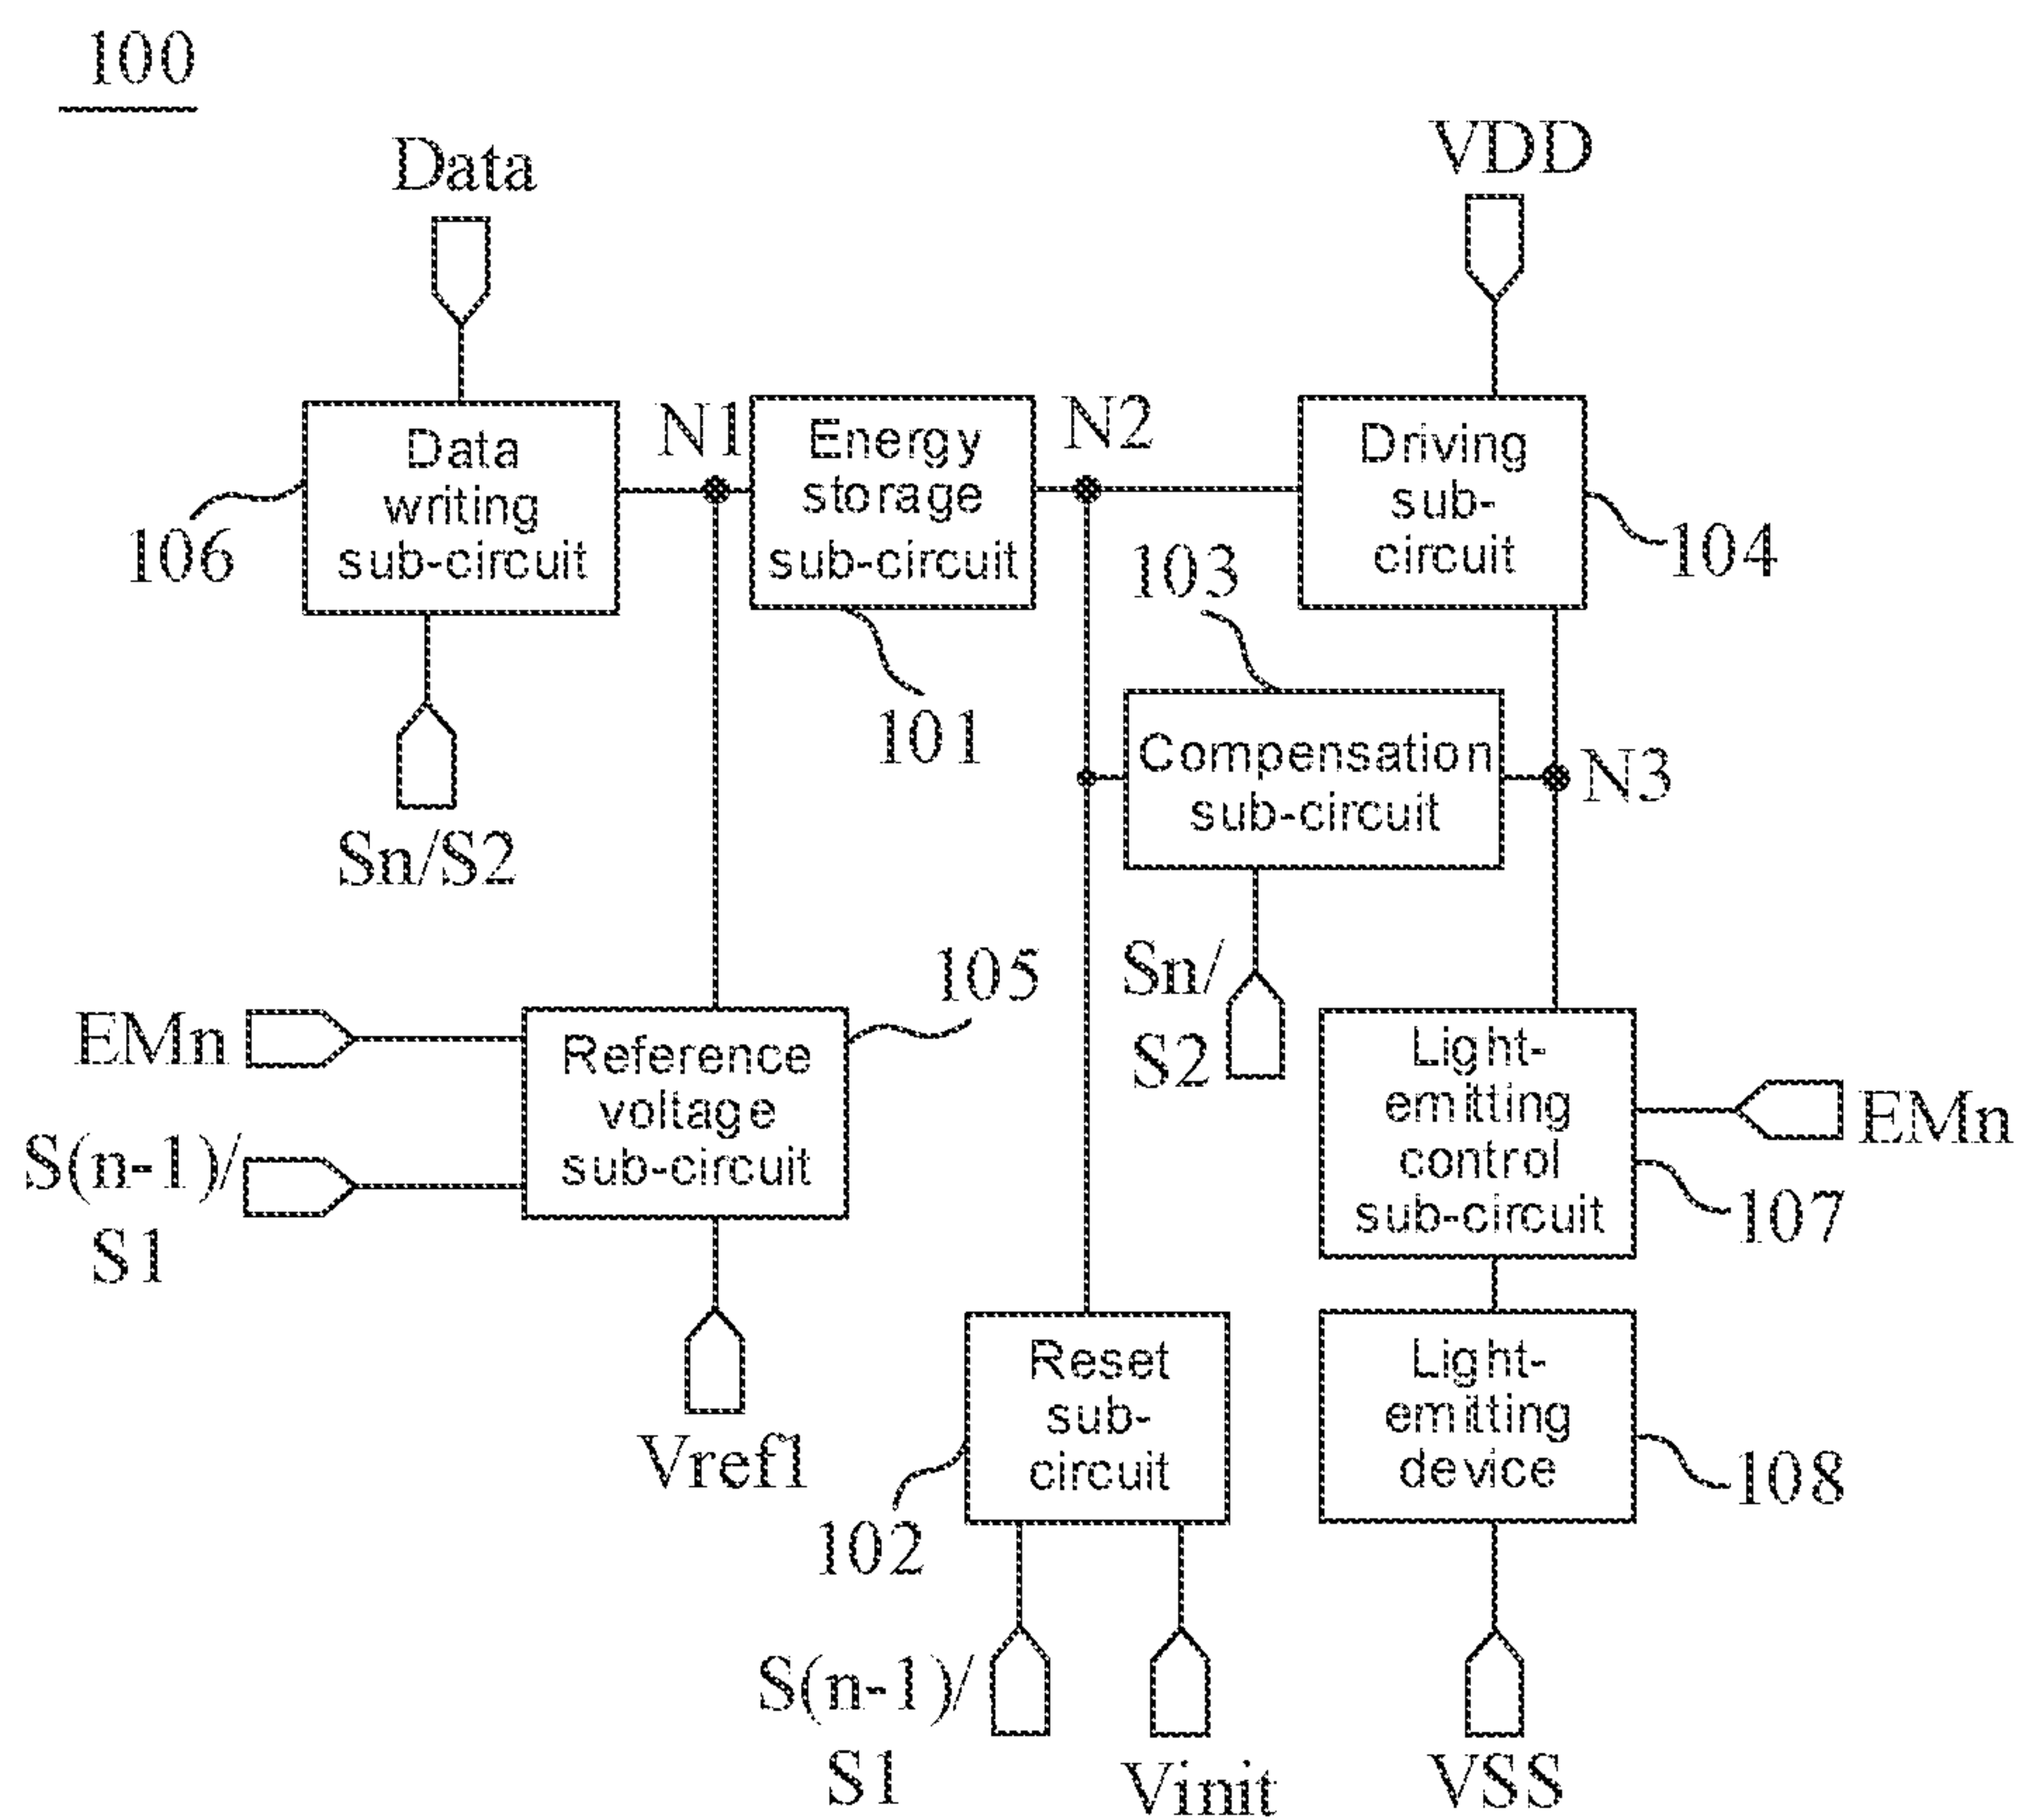 100
Data
VDD
Data
writing
sub-circuit
N1
Energy
storage
sub-circuit
N2
Driving
sub-
circuit
106
104
103
101
Compensation
sub-circuit
N3
Sn/S2
Sn/
S2
105
EMn
Reference
voltage
sub-circuit
S(n-1)/
S1
Light-
emitting
control
sub-circuit
EMn
107
Vref1
Reset
sub-
circuit
102
Light-
emitting
device
108
S(n-1)/
S1
Vinit
VSS